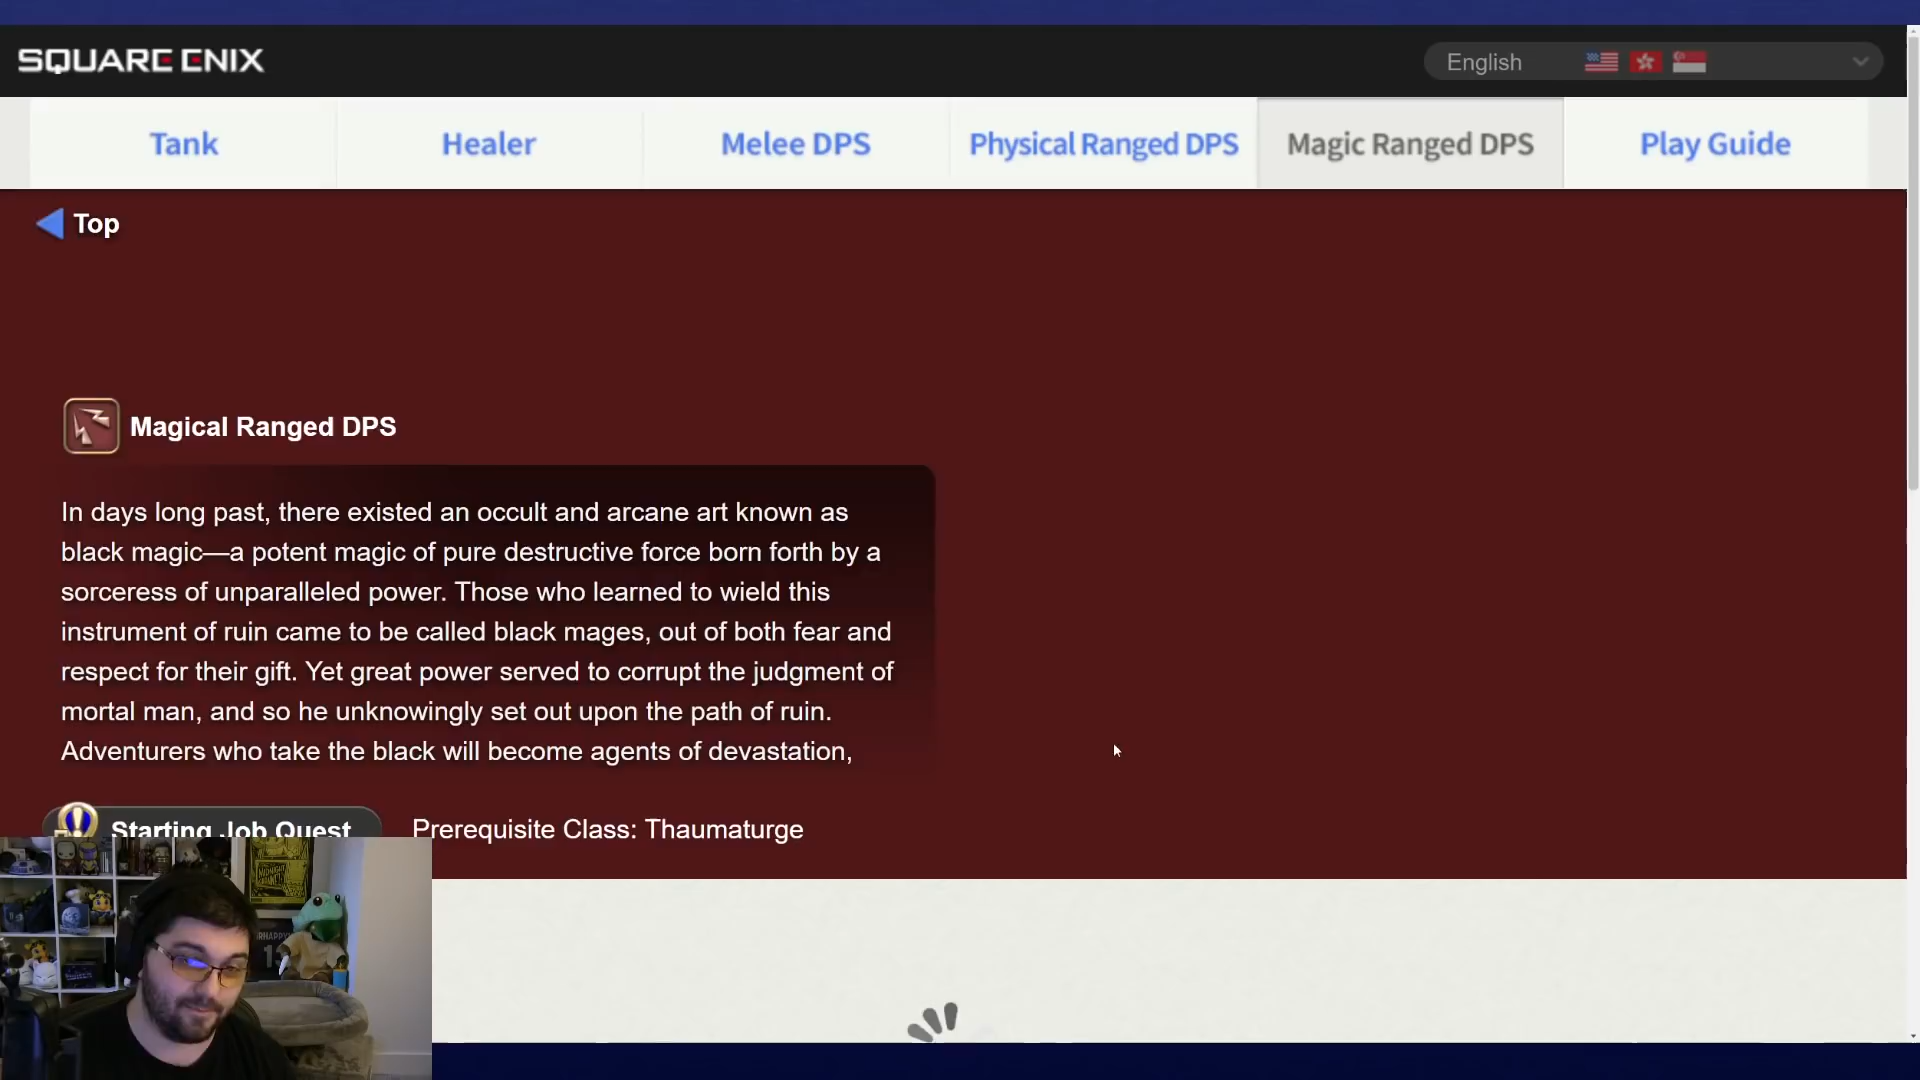 SQUARE ENIX
English
Tank
Healer
Melee DPS
Physical Ranged DPS
Magic Ranged DPS
Play Guide
Top
Magical Ranged DPS
In days long past, there existed an occult and arcane art known as
black magic—a potent magic of pure destructive force born forth by a
sorceress of unparalleled power. Those who learned to wield this
instrument of ruin came to be called black mages, out of both fear and
respect for their gift. Yet great power served to corrupt the judgment of
mortal man, and so he unknowingly set out upon the path of ruin.
Adventurers who take the black will become agents of devastation,
Starting Job Quest
Prerequisite Class: Thaumaturge
MIDNIGHT